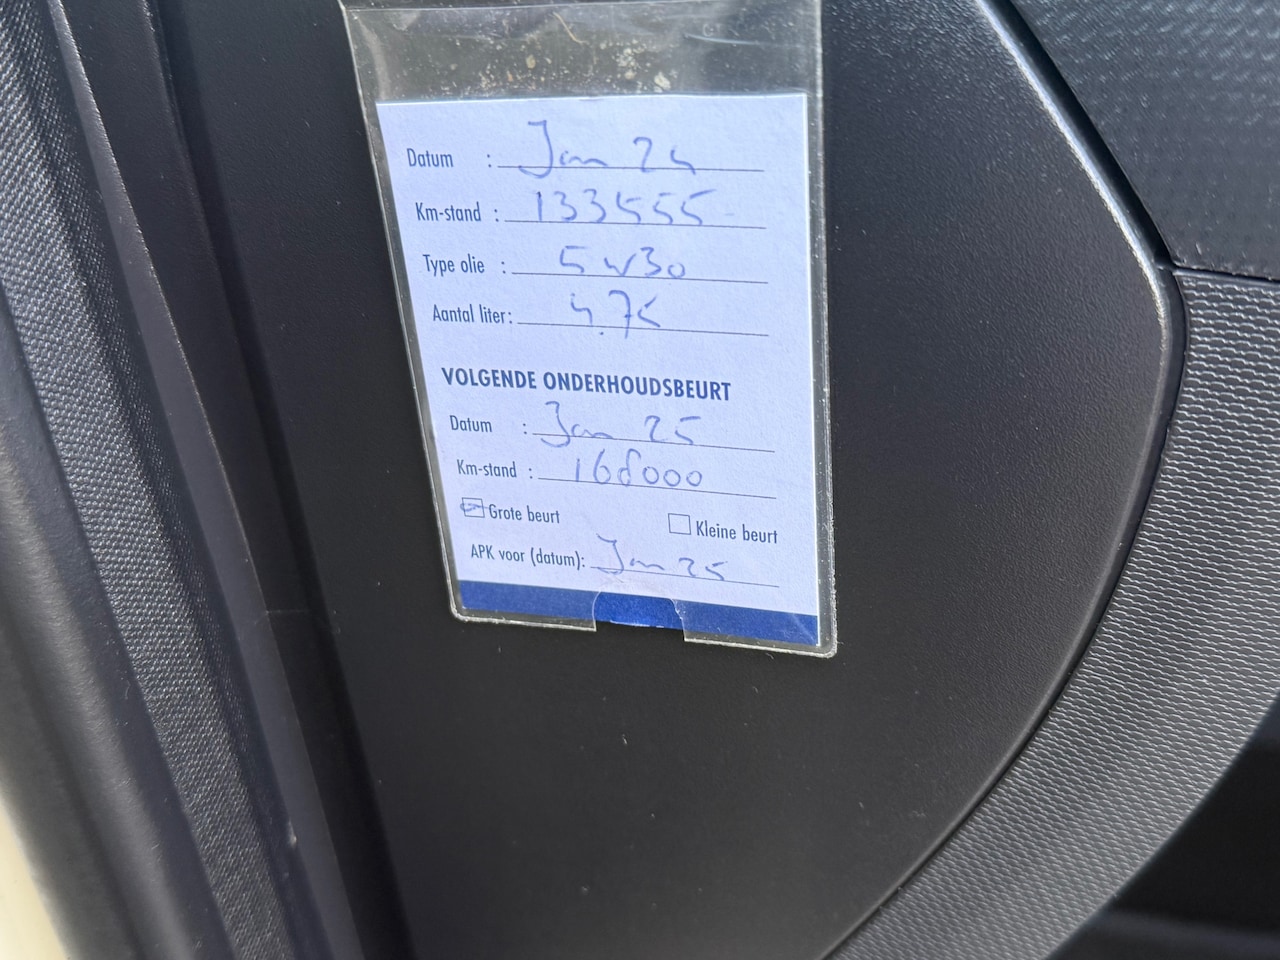 Datum : Jan 24
Km-stand : 133555
Type olie : 5w30
Aantal liter: 4.75
VOLGENDE ONDERHOUDSBEURT
Datum : Jan 25
Km-stand : 168000
Grote beurt Kleine beurt
APK voor (datum): Jan 25